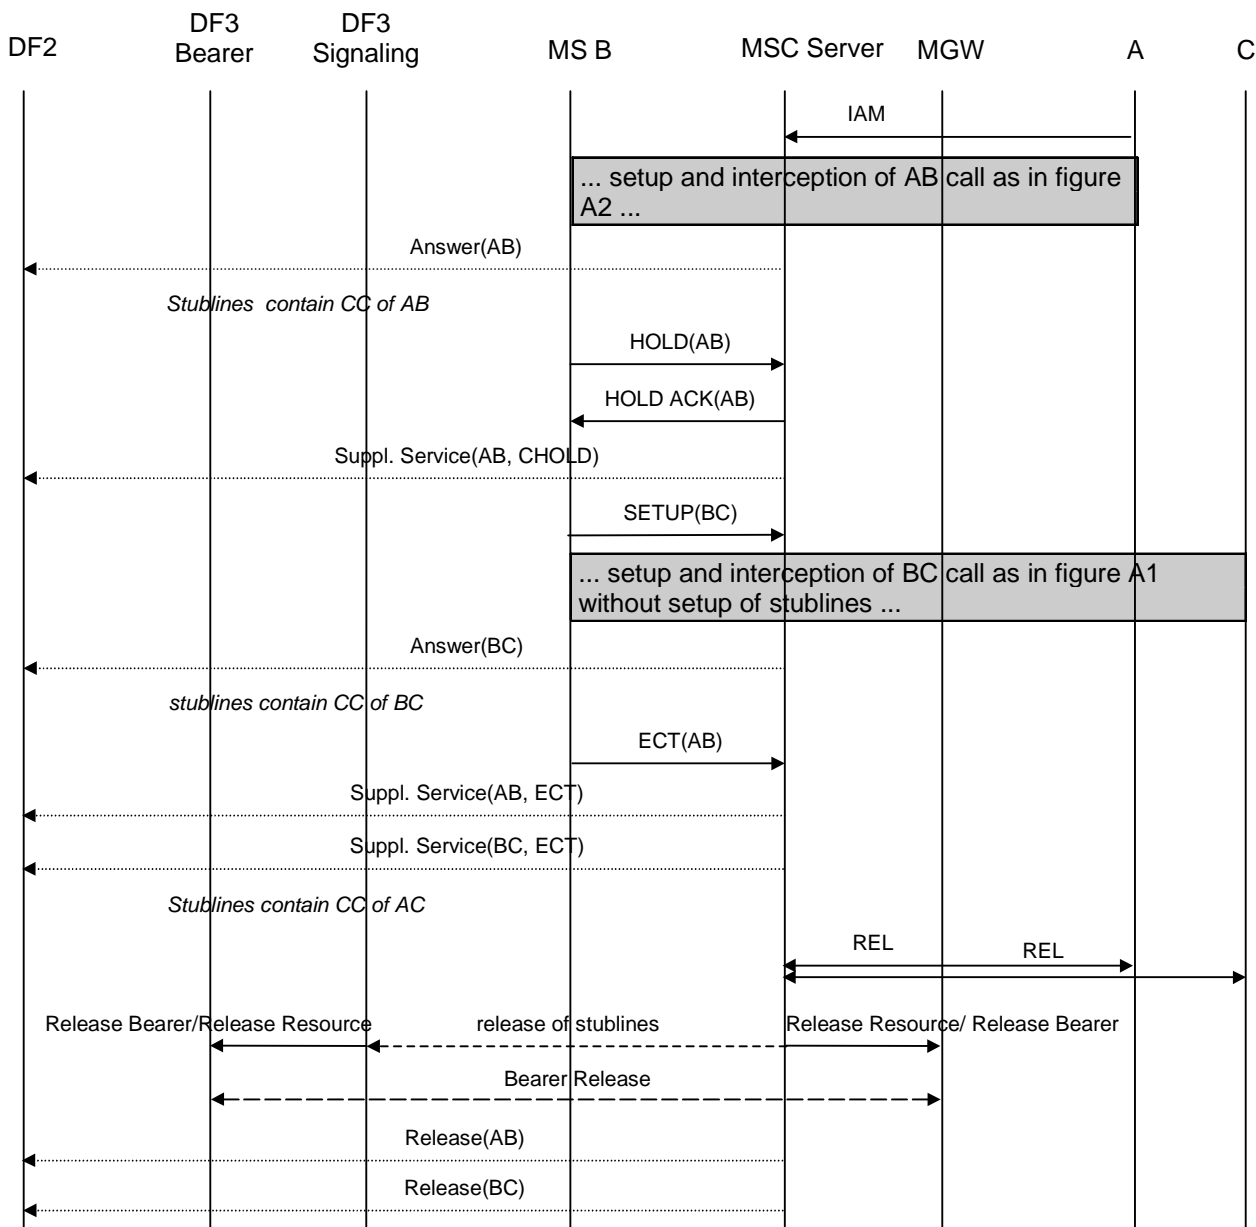 DF2
DF3
Bearer
DF3
Signaling
MS B
MSC Server
MGW
A
C
IAM
... setup and interception of AB call as in figure
A2 ...
Answer(AB)
Stublines contain CC of AB
HOLD(AB)
HOLD ACK(AB)
Suppl. Service(AB, CHOLD)
SETUP(BC)
... setup and interception of BC call as in figure A1
without setup of stublines ...
Answer(BC)
stublines contain CC of BC
ECT(AB)
Suppl. Service(AB, ECT)
Suppl. Service(BC, ECT)
Stublines contain CC of AC
REL
REL
Release Bearer/Release Resource
release of stublines
Release Resource/ Release Bearer
Bearer Release
Release(AB)
Release(BC)